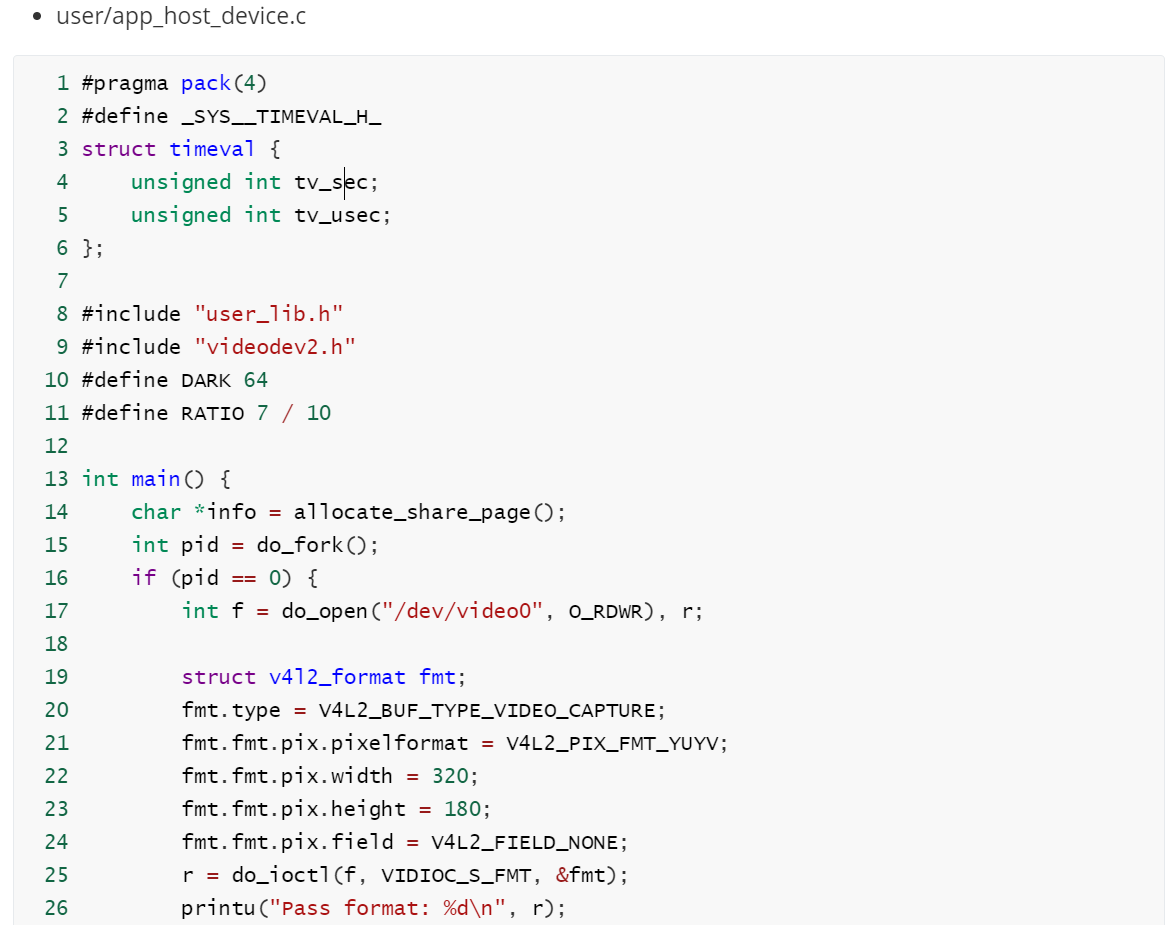 • user/app_host_device.c
1 #pragma pack(4)
2 #define _SYS__TIMEVAL_H_
3 struct timeval {
4     unsigned int tv_sec;
5     unsigned int tv_usec;
6 };
7
8 #include "user_lib.h"
9 #include "videodev2.h"
10 #define DARK 64
11 #define RATIO 7 / 10
12
13 int main() {
14     char *info = allocate_share_page();
15     int pid = do_fork();
16     if (pid == 0) {
17         int f = do_open("/dev/video0", O_RDWR), r;
18
19         struct v4l2_format fmt;
20         fmt.type = V4L2_BUF_TYPE_VIDEO_CAPTURE;
21         fmt.fmt.pix.pixelformat = V4L2_PIX_FMT_YUYV;
22         fmt.fmt.pix.width = 320;
23         fmt.fmt.pix.height = 180;
24         fmt.fmt.pix.field = V4L2_FIELD_NONE;
25         r = do_ioctl(f, VIDIOC_S_FMT, &fmt);
26         printu("Pass format: %d\n", r);